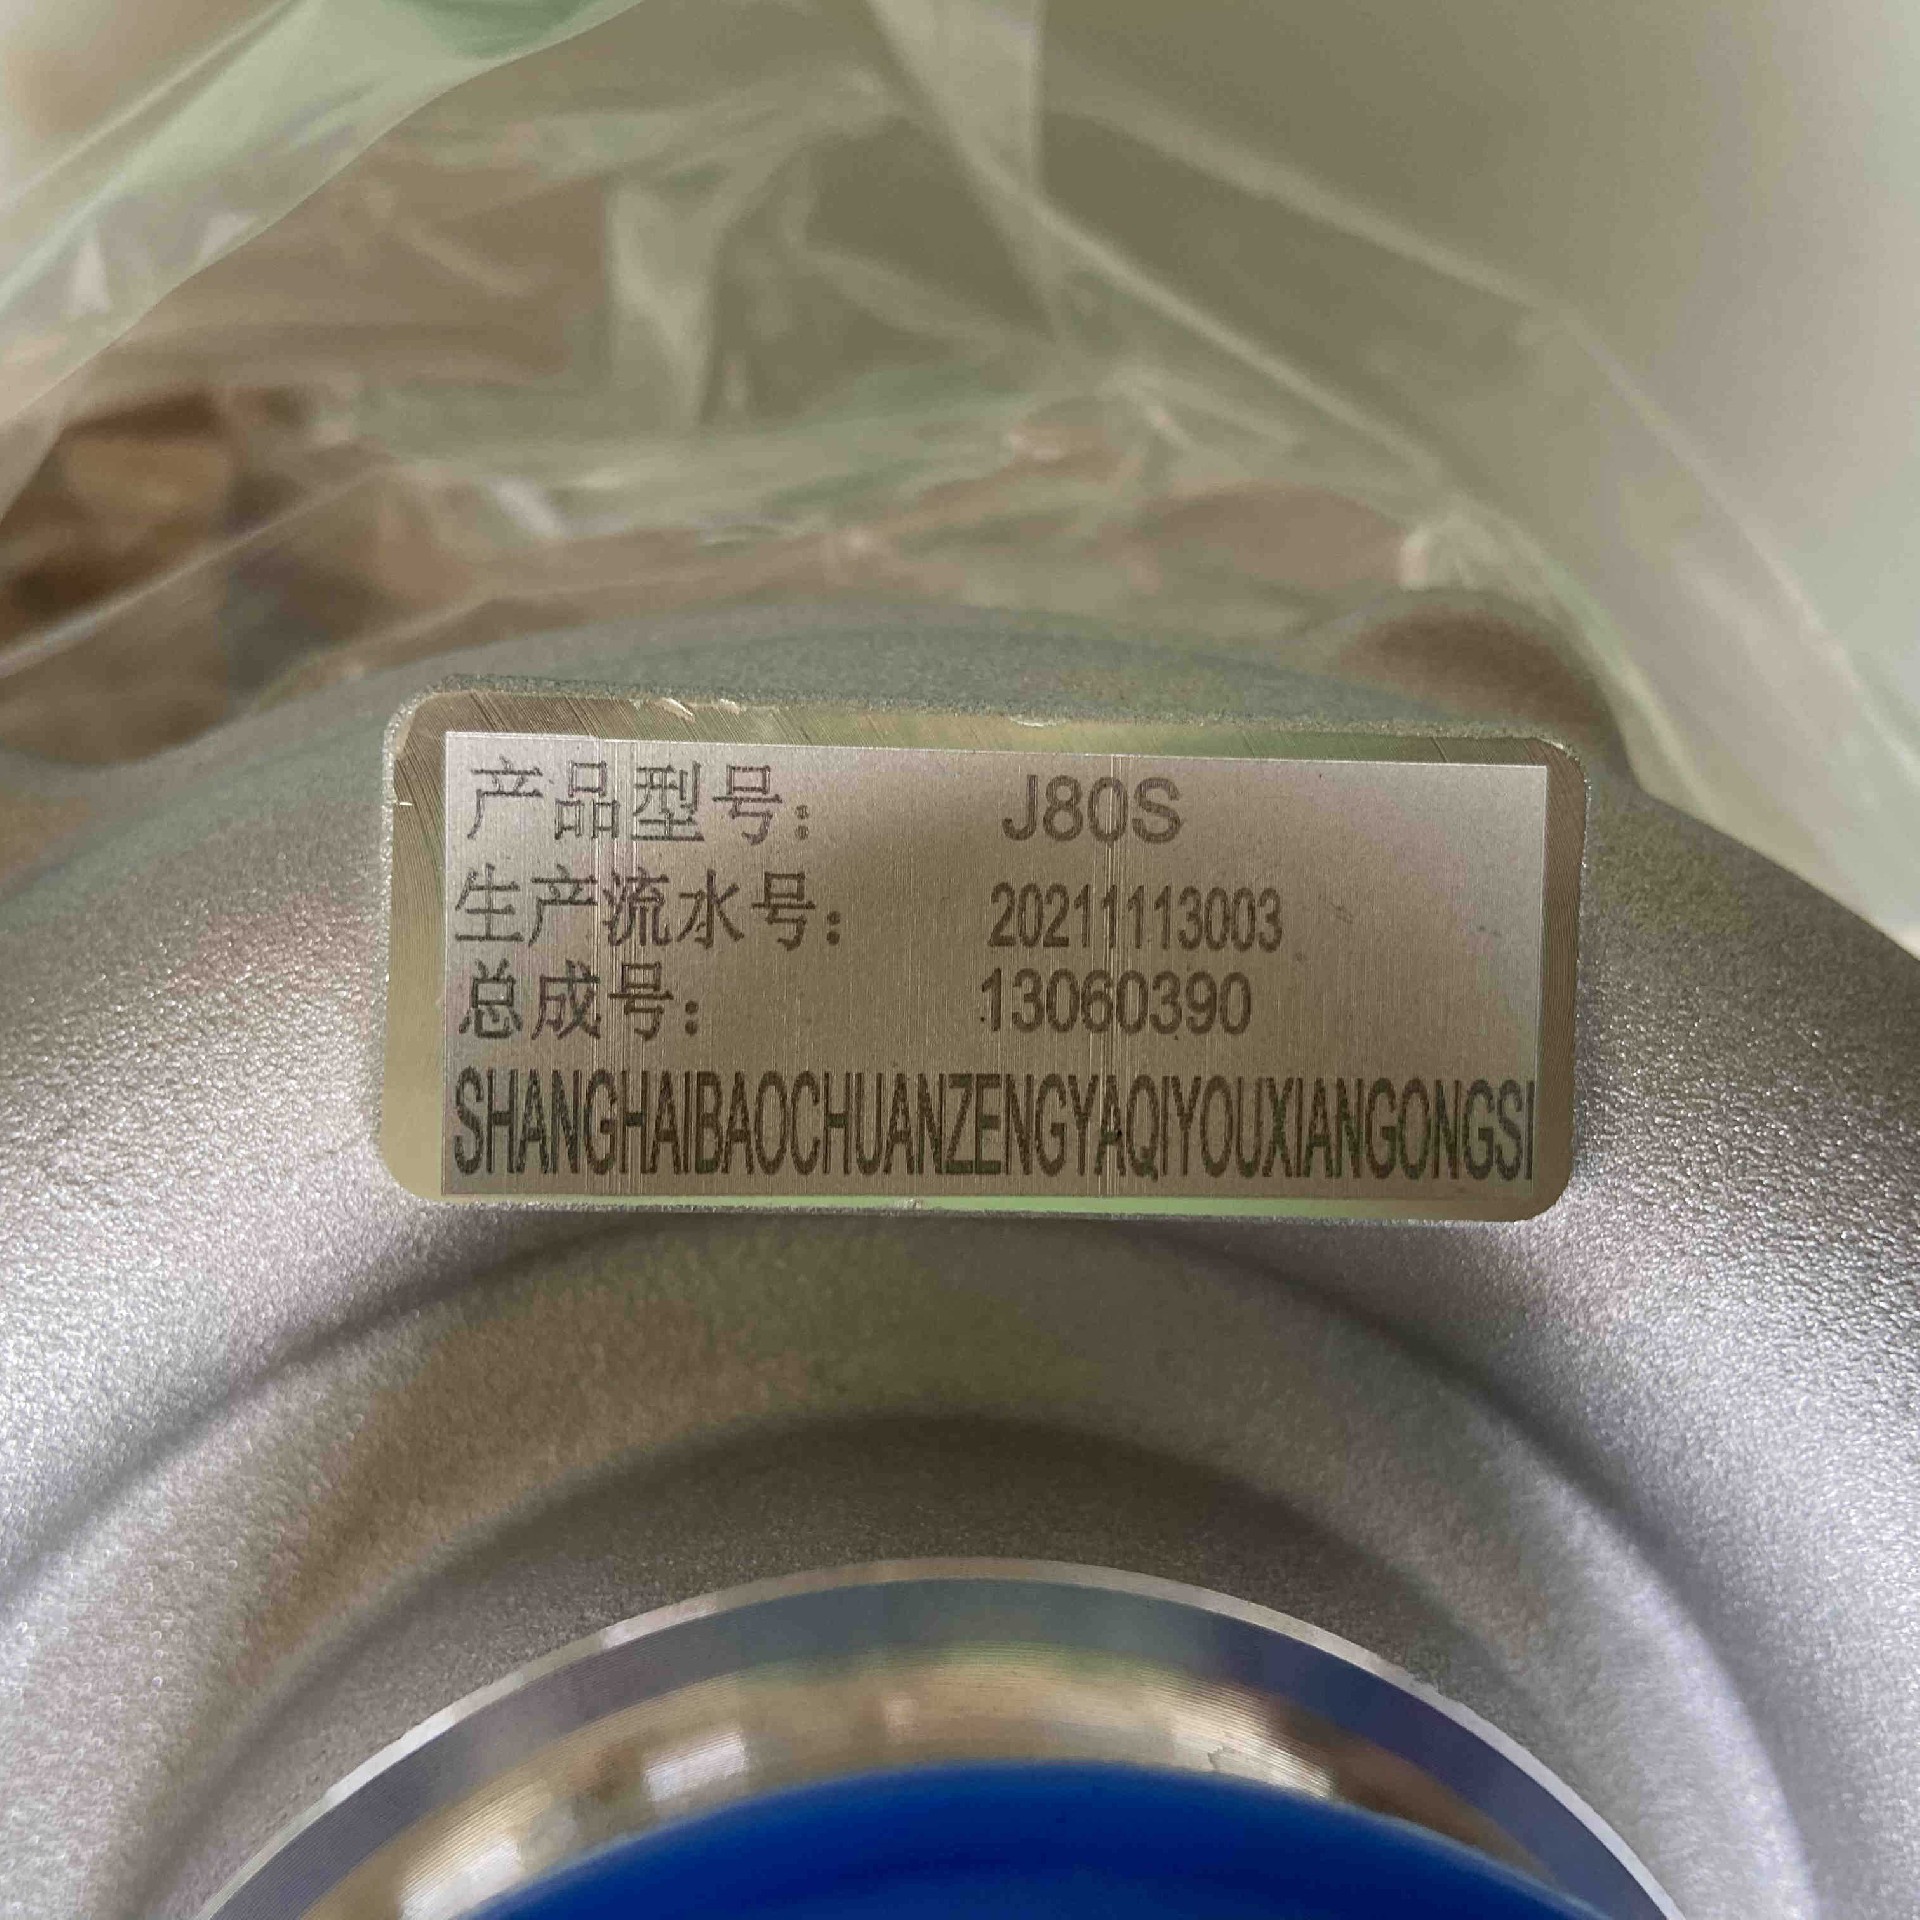 产品型号： J80S
生产流水号： 20211113003
总成号： 13060390
SHANGHAIBAOCHUANZENGYAQIYOUXIANGONGSI